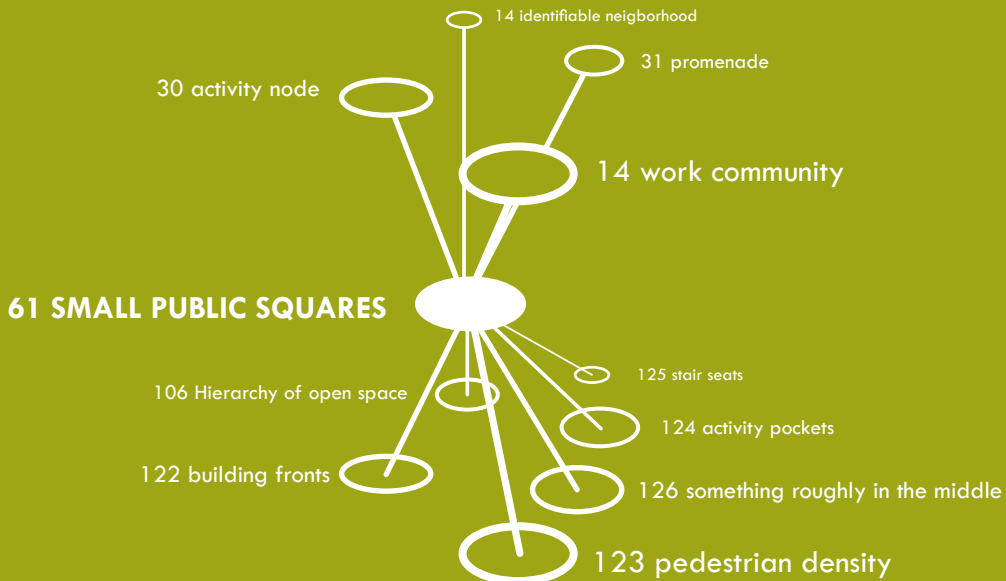 14 identifiable neigborhood
31 promenade
30 activity node
14 work community
61 SMALL PUBLIC SQUARES
125 stair seats
106 Hierarchy of open space
124 activity pockets
122 building fronts
126 something roughly in the middle
123 pedestrian density